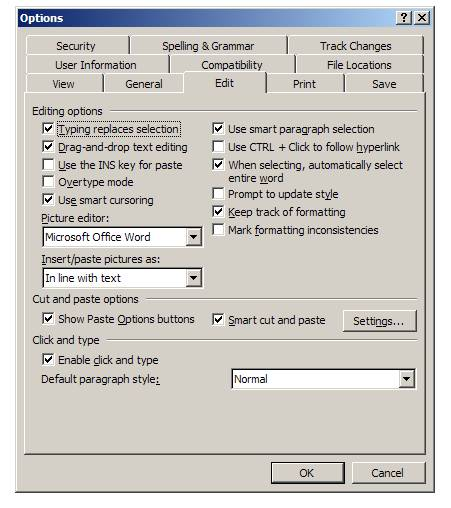 Options
Security Spelling & Grammar Track Changes
User Information Compatibility File Locations
View General Edit Print Save
Editing options
Typing replaces selection
Drag-and-drop text editing
Use the INS key for paste
Overtype mode
Use smart cursoring
Picture editor:
Microsoft Office Word
Insert/paste pictures as:
In line with text
Use smart paragraph selection
Use CTRL + Click to follow hyperlink
When selecting, automatically select
entire word
Prompt to update style
Keep track of formatting
Mark formatting inconsistencies
Cut and paste options
Show Paste Options buttons Smart cut and paste Settings...
Click and type
Enable click and type
Default paragraph style: Normal
OK Cancel